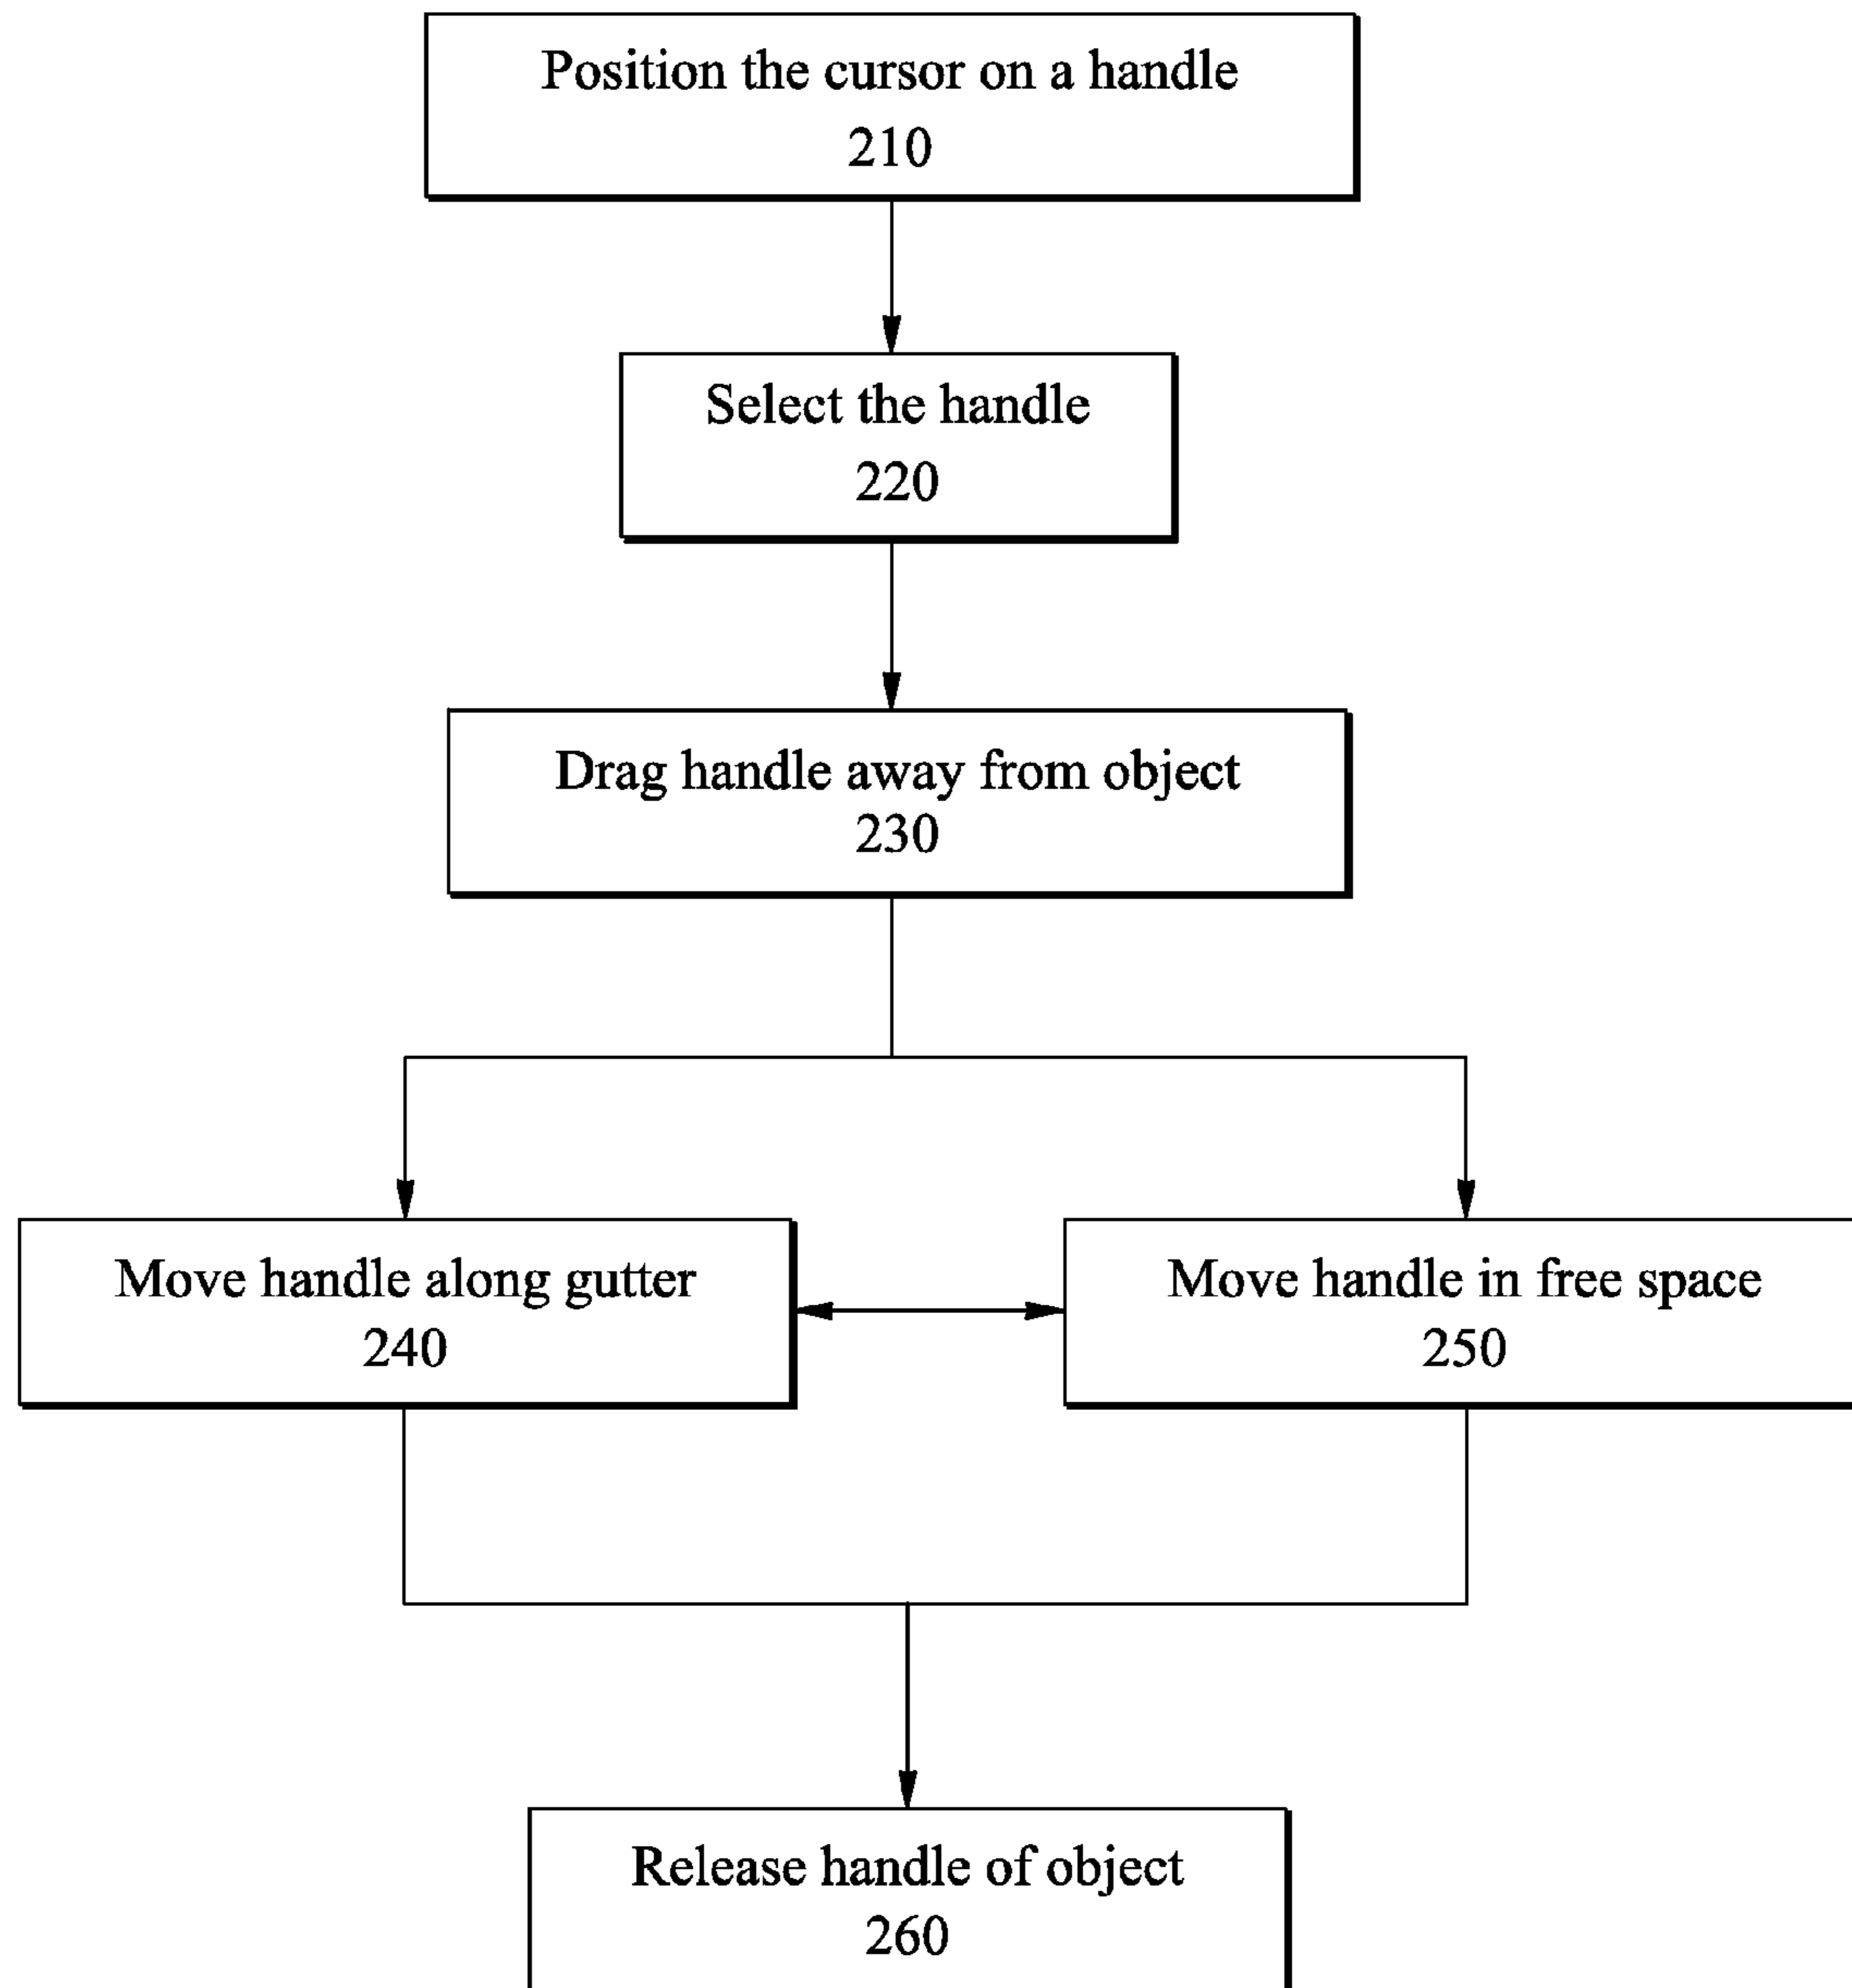 Position the cursor on a handle
210
Select the handle
220
Drag handle away from object
230
Move handle along gutter
240
Move handle in free space
250
Release handle of object
260